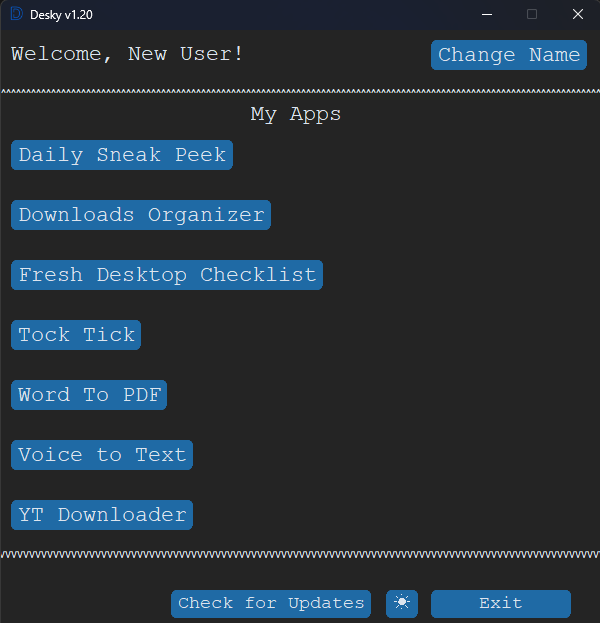 Desky v1.20
Welcome, New User!
Change Name
My Apps
Daily Sneak Peek
Downloads Organizer
Fresh Desktop Checklist
Tock Tick
Word To PDF
Voice to Text
YT Downloader
Check for Updates
Exit